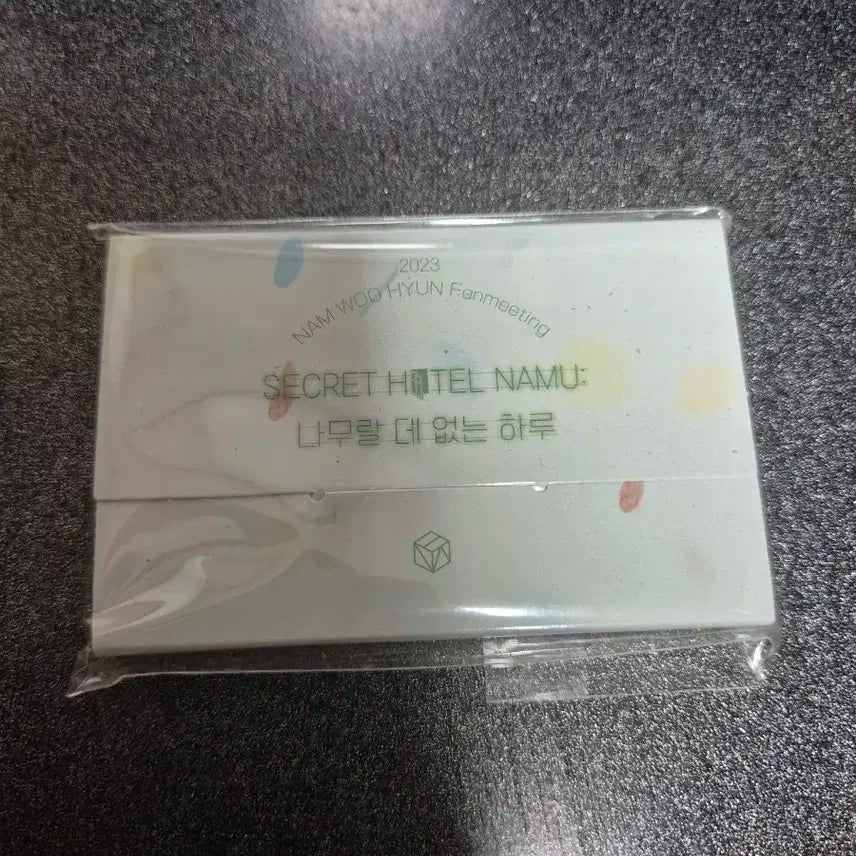 2023
NAM WOO HYUN Fanmeeting
SECRET HOTEL NAMU:
나무랄 데 없는 하루